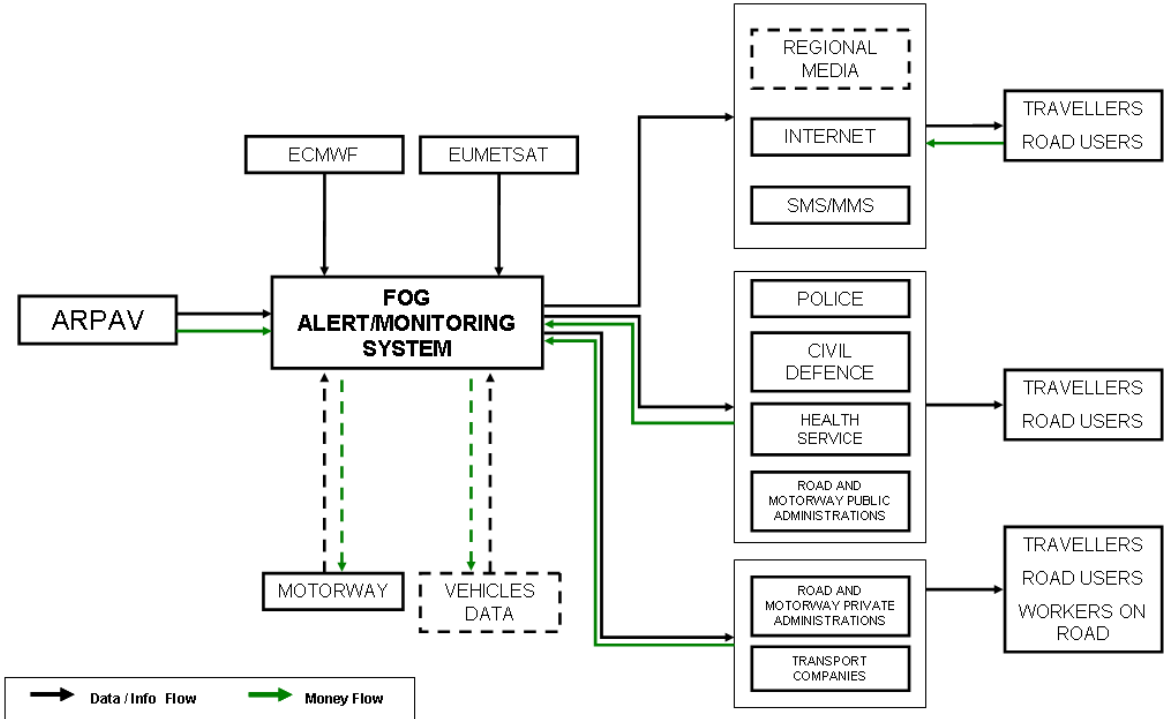 REGIONAL
MEDIA
INTERNET
SMS/MMS
TRAVELLERS
ROAD USERS
ECMWF
EUMETSAT
ARPAV
FOG
ALERT/MONITORING
SYSTEM
POLICE
CIVIL
DEFENCE
HEALTH
SERVICE
ROAD AND
MOTORWAY PUBLIC
ADMINISTRATIONS
TRAVELLERS
ROAD USERS
MOTORWAY
VEHICLES
DATA
ROAD AND
MOTORWAY PRIVATE
ADMINISTRATIONS
TRANSPORT
COMPANIES
TRAVELLERS
ROAD USERS
WORKERS ON
ROAD
Data / Info Flow
Money Flow